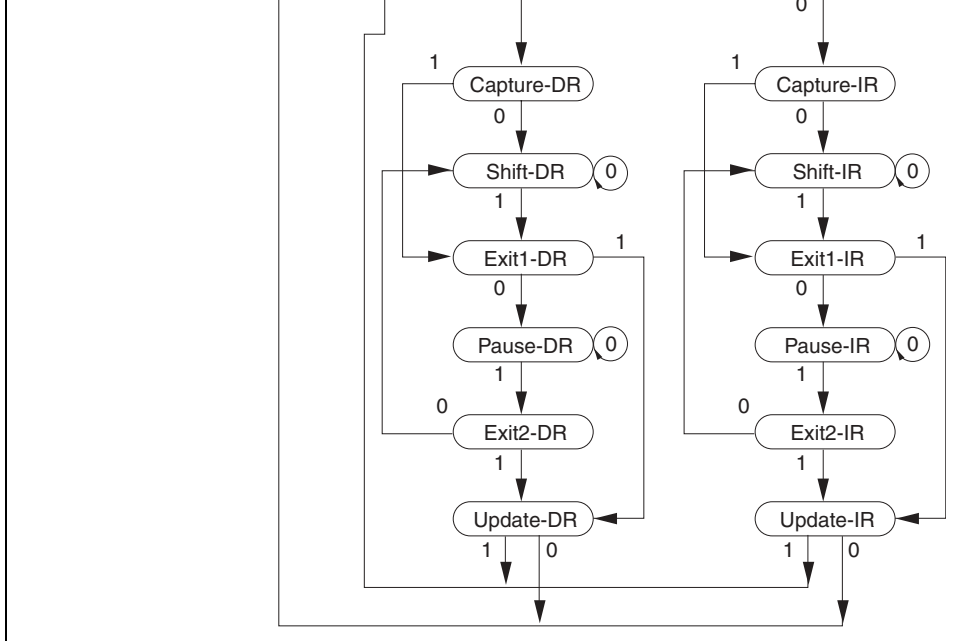 0
1 1
Capture-DR Capture-IR
0 0
Shift-DR 0 Shift-IR 0
1 1
1 1
Exit1-DR Exit1-IR
0 0
Pause-DR 0 Pause-IR 0
1 1
0 0
Exit2-DR Exit2-IR
1 1
Update-DR Update-IR
1 0 1 0